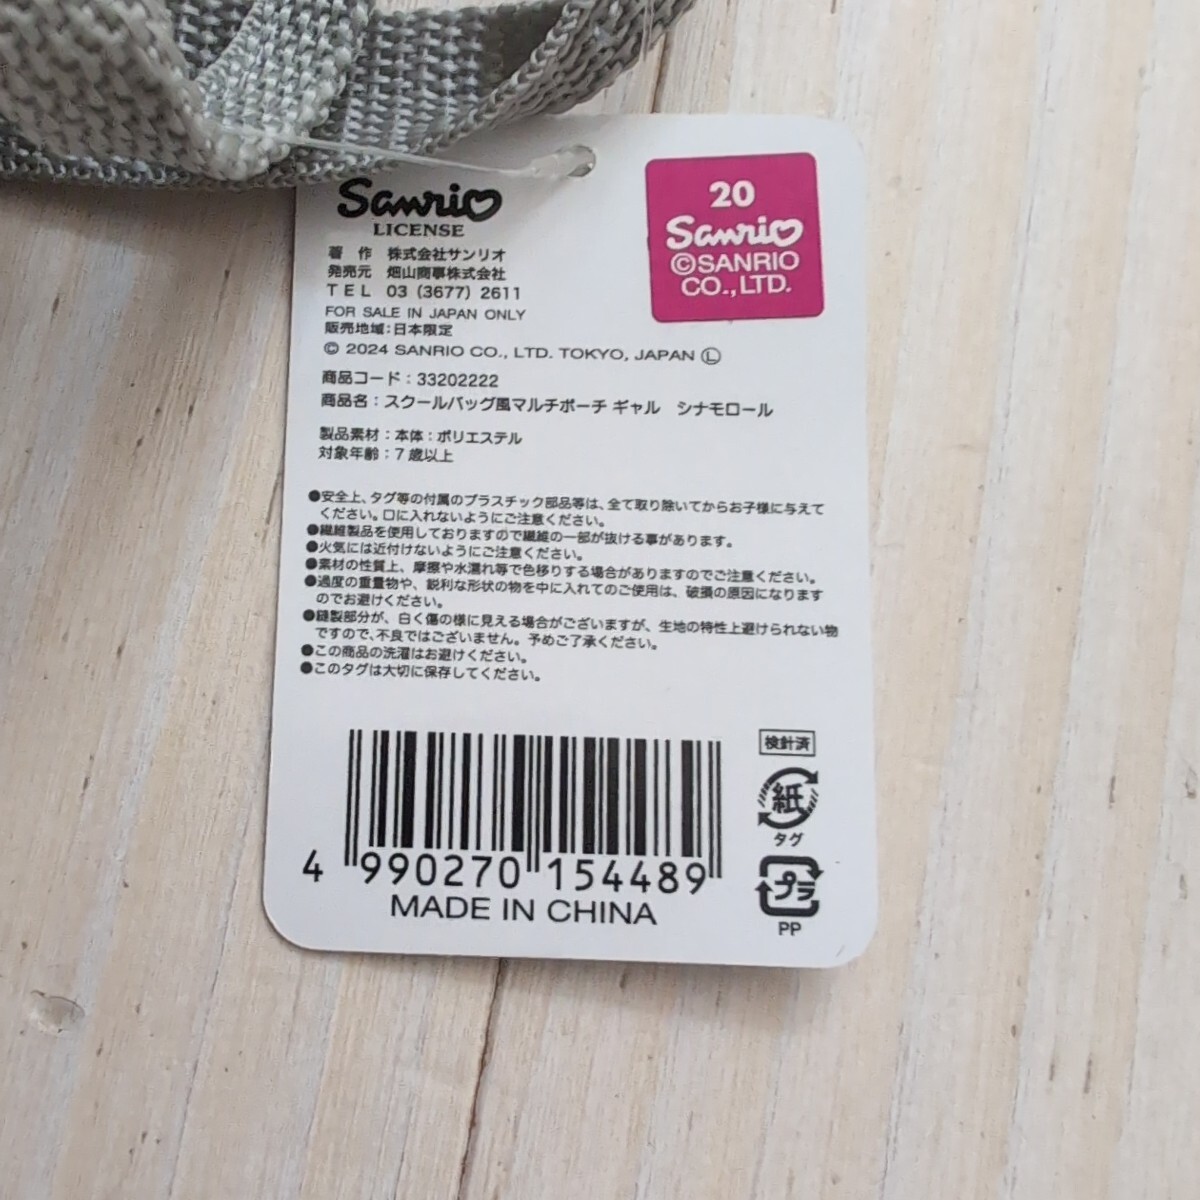 Sanrio
LICENSE
著 作 株式会社サンリオ
発売元 畑山商事株式会社
TEL 03 (3677) 2611
FOR SALE IN JAPAN ONLY
販売地域：日本限定
© 2024 SANRIO CO., LTD. TOKYO, JAPAN Ⓛ
20
Sanrio
©SANRIO
CO.,LTD.
商品コード：33202222
商品名：スクールバッグ風マルチポーチ ギャル シナモロール
製品素材：本体：ポリエステル
対象年齢：7歳以上
●安全上、タグ等の付属のプラスチック部品等は、全て取り除いてからお子様に与えて
ください。口に入れないようにご注意ください。
●繊維製品を使用しておりますので繊維の一部が抜ける事があります。
●火気には近付けないようにご注意ください。
●素材の性質上、摩擦や水濡れ等で色移りする場合がありますのでご注意ください。
●過度の重量物や、鋭利な形状の物を中に入れてのご使用は、破損の原因になります
のでお避けください。
●縫製部分が、白く傷の様に見える場合がございますが、生地の特性上避けられない物
ですので、不良ではございません。予めご了承ください。
●この商品の洗濯はお避けください。
●このタグは大切に保存してください。
4 990270 154489
MADE IN CHINA
検針済
紙
タグ
プラ
PP